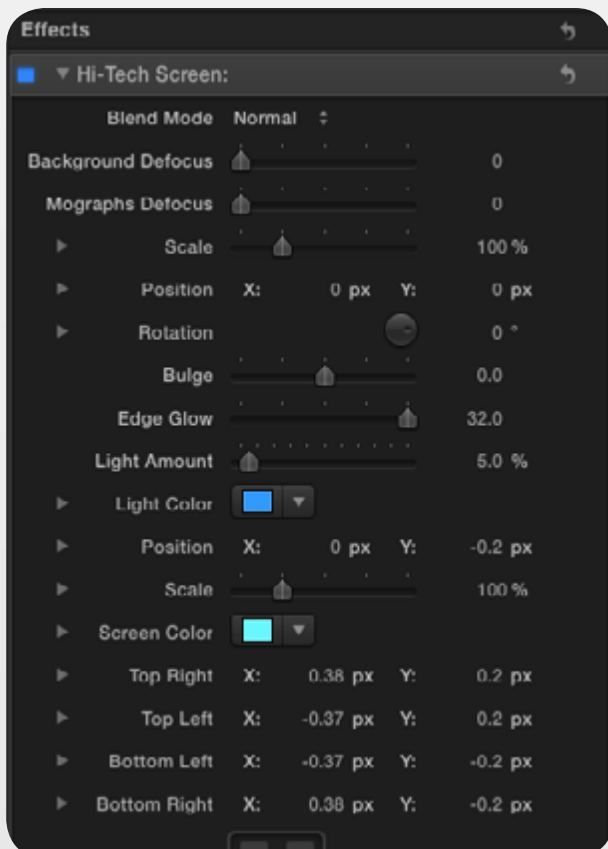 Effects
Hi-Tech Screen:
Blend Mode Normal
Background Defocus 0
Mographs Defocus 0
Scale 100 %
Position X: 0 px Y: 0 px
Rotation 0 °
Bulge 0.0
Edge Glow 32.0
Light Amount 5.0 %
Light Color
Position X: 0 px Y: -0.2 px
Scale 100 %
Screen Color
Top Right X: 0.38 px Y: 0.2 px
Top Left X: -0.37 px Y: 0.2 px
Bottom Left X: -0.37 px Y: -0.2 px
Bottom Right X: 0.38 px Y: -0.2 px